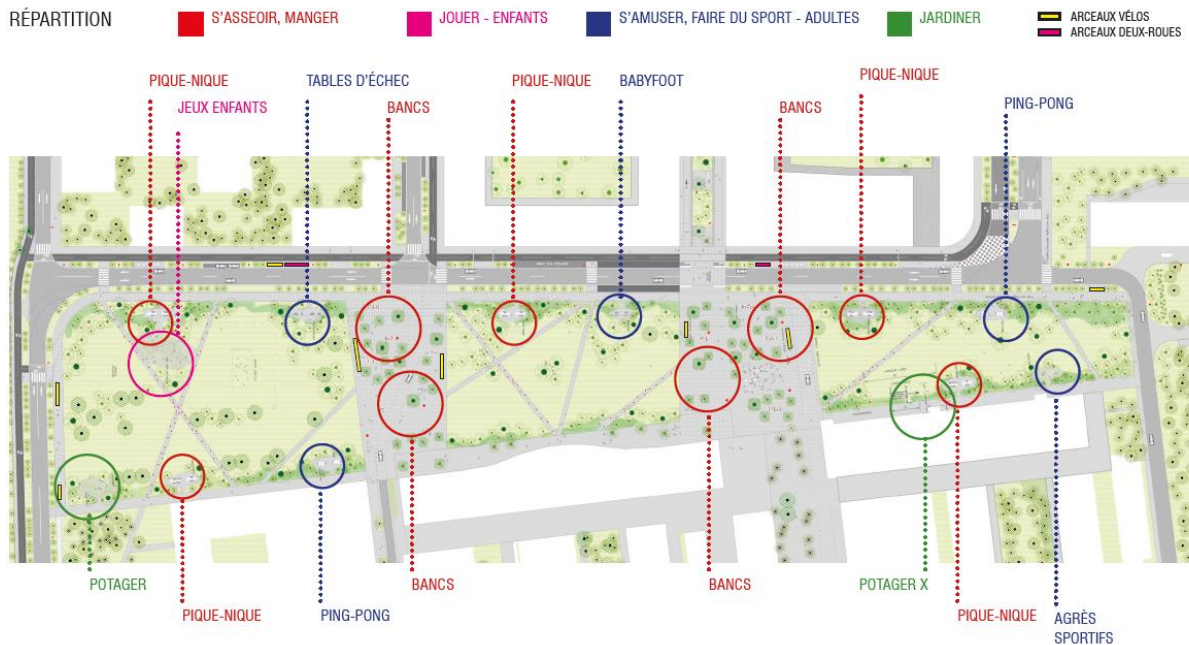 RÉPARTITION
S'ASSEOIR, MANGER
JOUER - ENFANTS
S'AMUSER, FAIRE DU SPORT - ADULTES
JARDINER
ARCEAUX VÉLOS
ARCEAUX DEUX-ROUES
PIQUE-NIQUE
JEUX ENFANTS
TABLES D'ÉCHEC
BANCS
PIQUE-NIQUE
BABYFOOT
BANCS
PIQUE-NIQUE
PING-PONG
POTAGER
PIQUE-NIQUE
PING-PONG
BANCS
BANCS
POTAGER X
PIQUE-NIQUE
AGRÈS
SPORTIFS